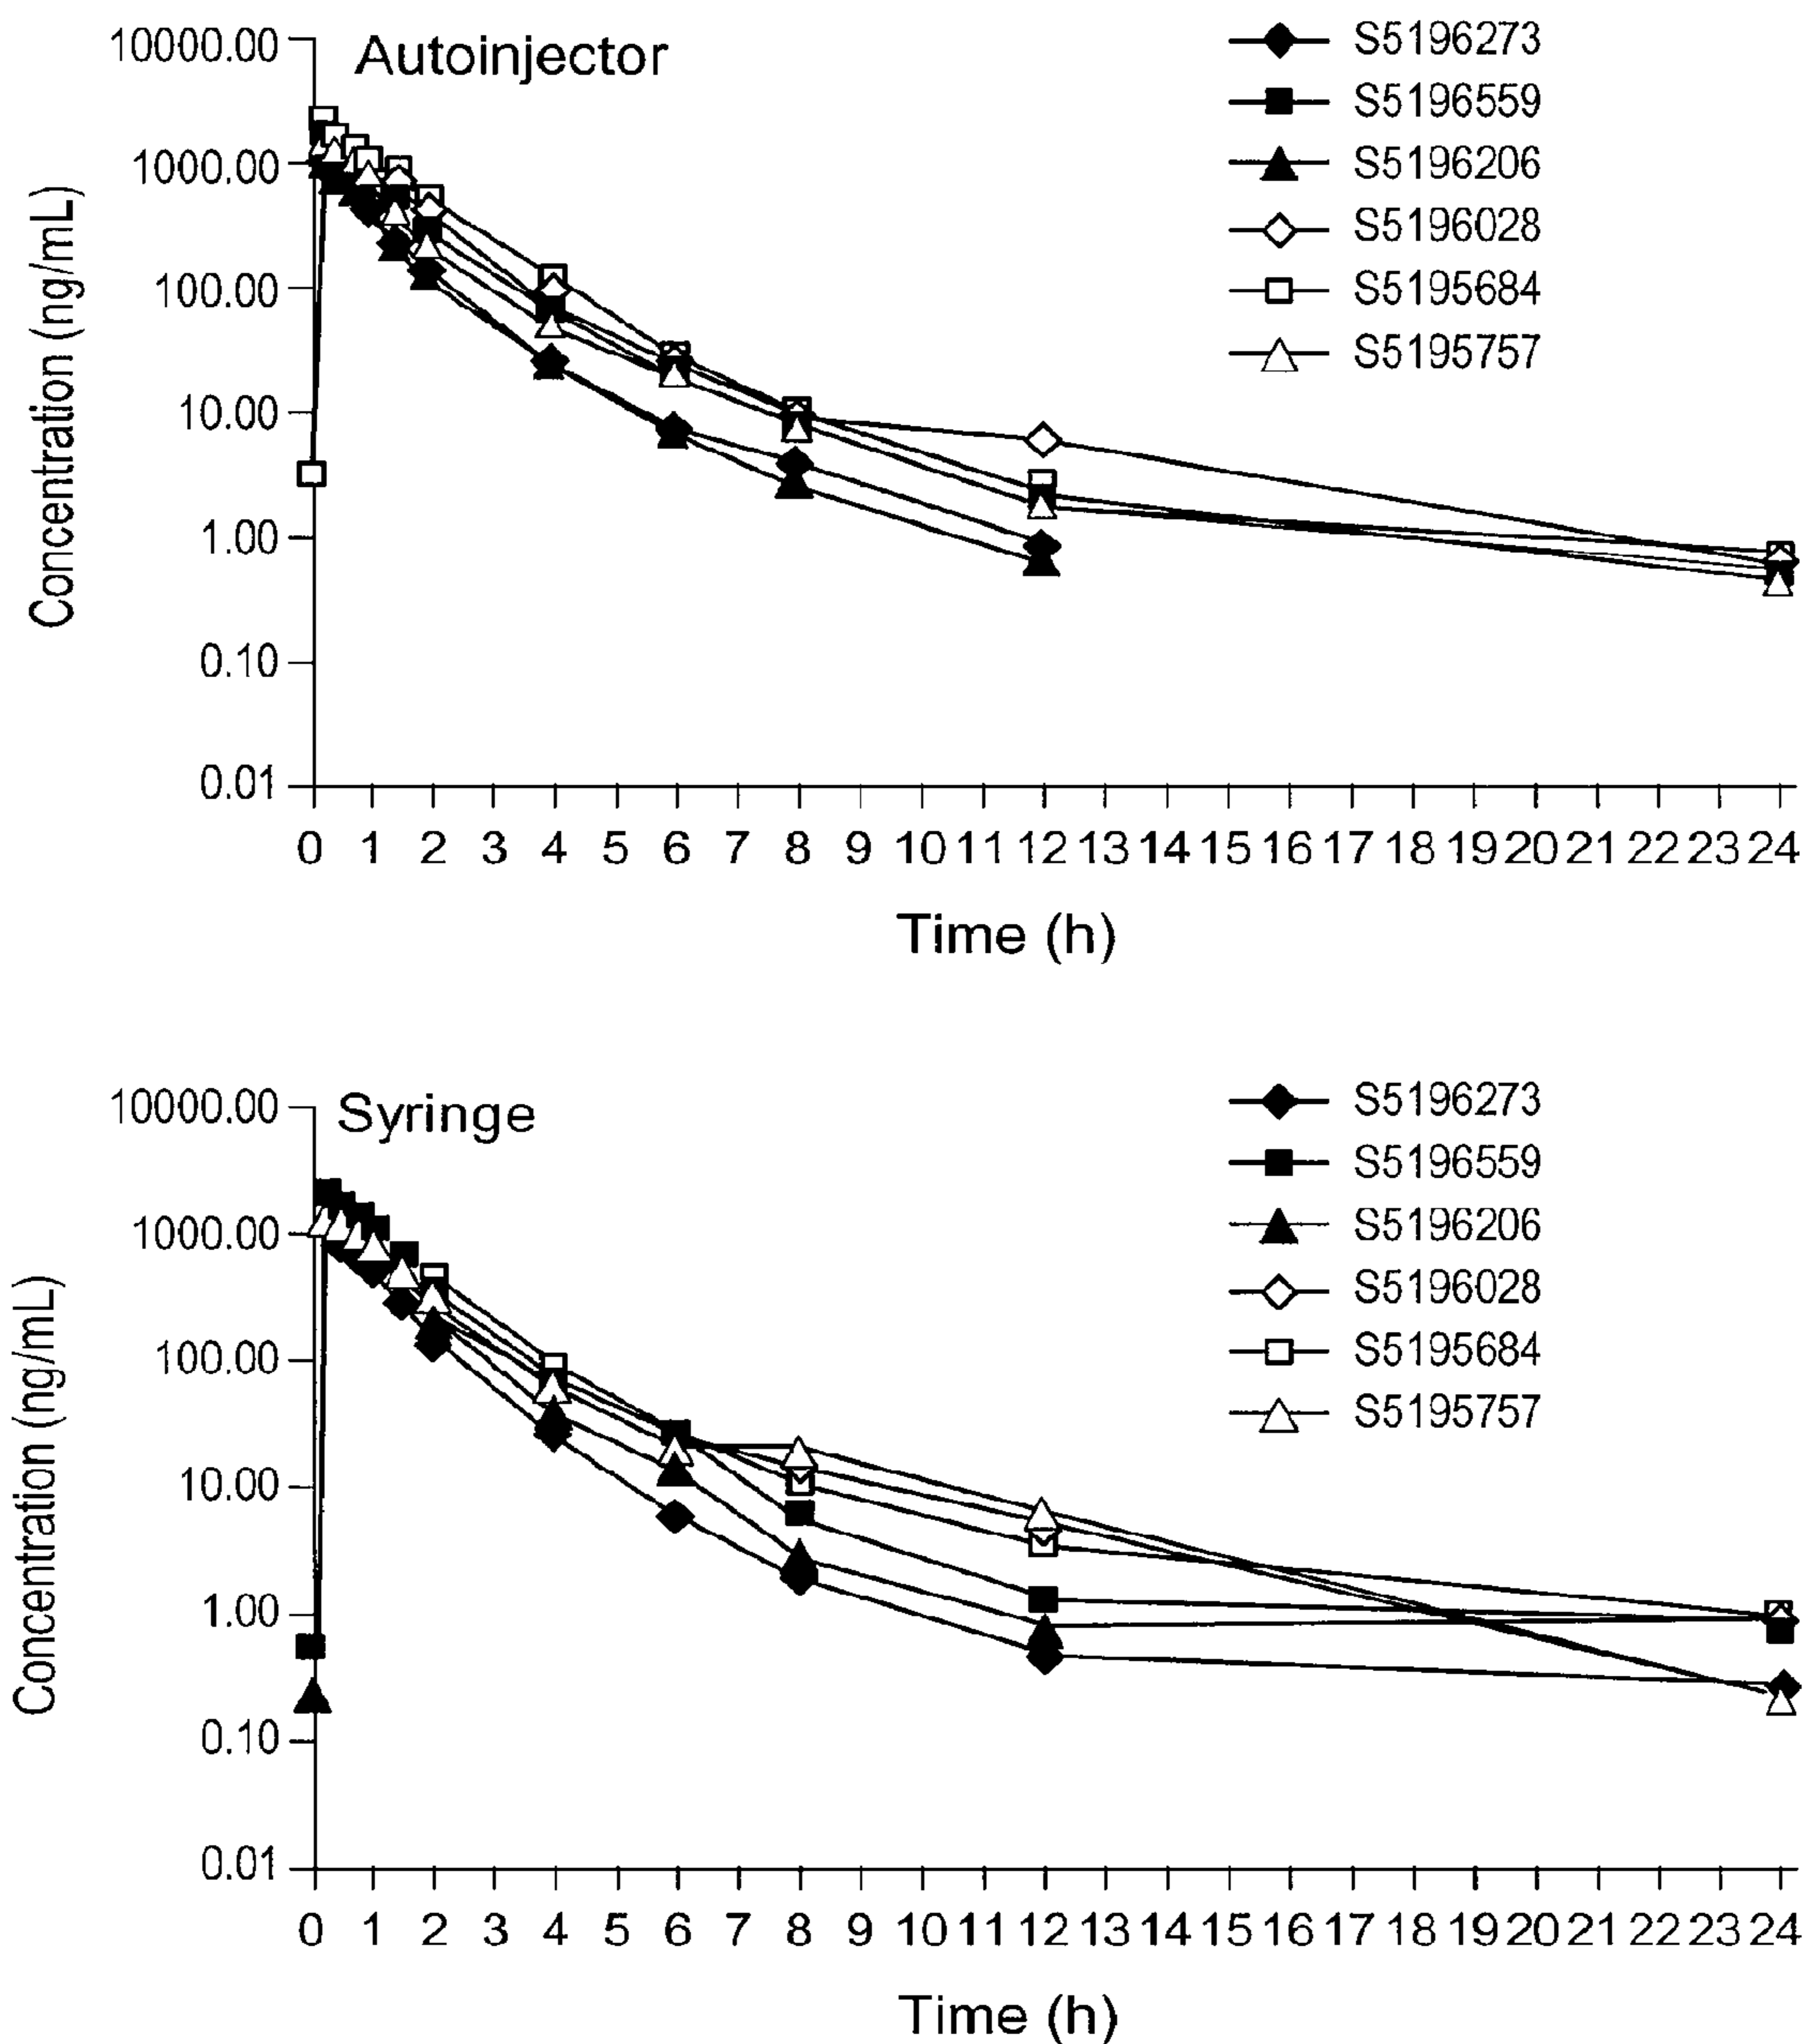 Autoinjector
10000.00
1000.00
100.00
10.00
1.00
0.10
0.01
Concentration (ng/mL)
S5196273
S5196559
S5196206
S5196028
S5195684
S5195757
0 1 2 3 4 5 6 7 8 9 10 11 12 13 14 15 16 17 18 19 20 21 22 23 24
Time (h)
Syringe
10000.00
1000.00
100.00
10.00
1.00
0.10
0.01
Concentration (ng/mL)
S5196273
S5196559
S5196206
S5196028
S5195684
S5195757
0 1 2 3 4 5 6 7 8 9 10 11 12 13 14 15 16 17 18 19 20 21 22 23 24
Time (h)